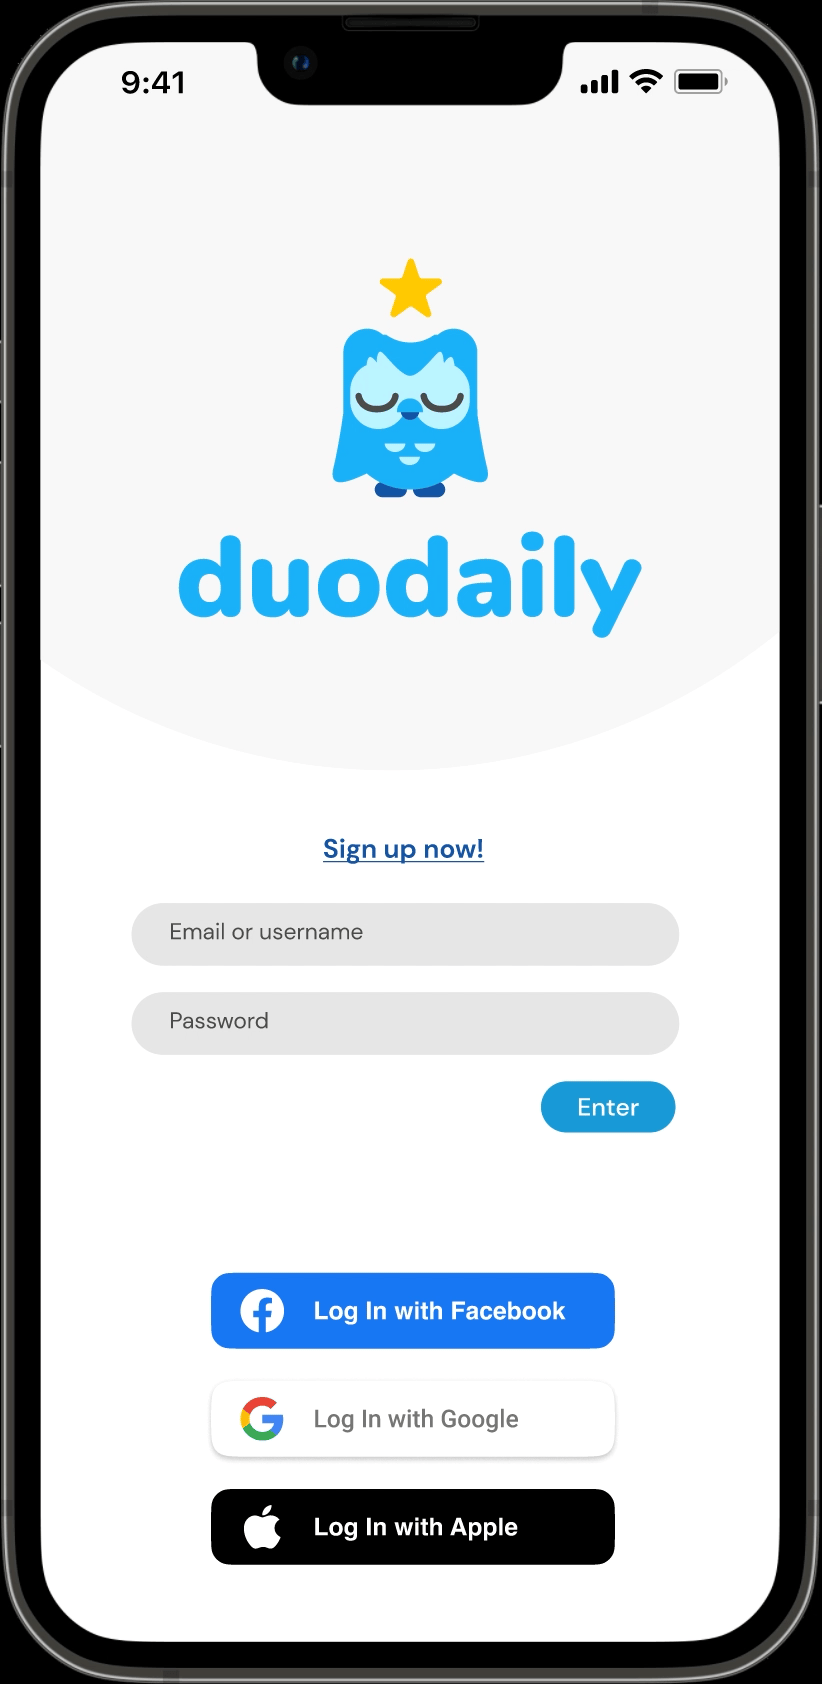 9:41
duodaily
Sign up now!
Email or username
Password
Enter
Log In with Facebook
Log In with Google
Log In with Apple